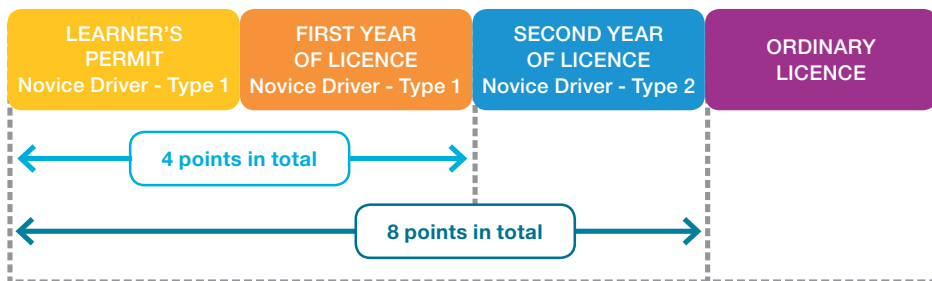 LEARNER'S
PERMIT
Novice Driver - Type 1
FIRST YEAR
OF LICENCE
Novice Driver - Type 1
SECOND YEAR
OF LICENCE
Novice Driver - Type 2
ORDINARY
LICENCE
4 points in total
8 points in total